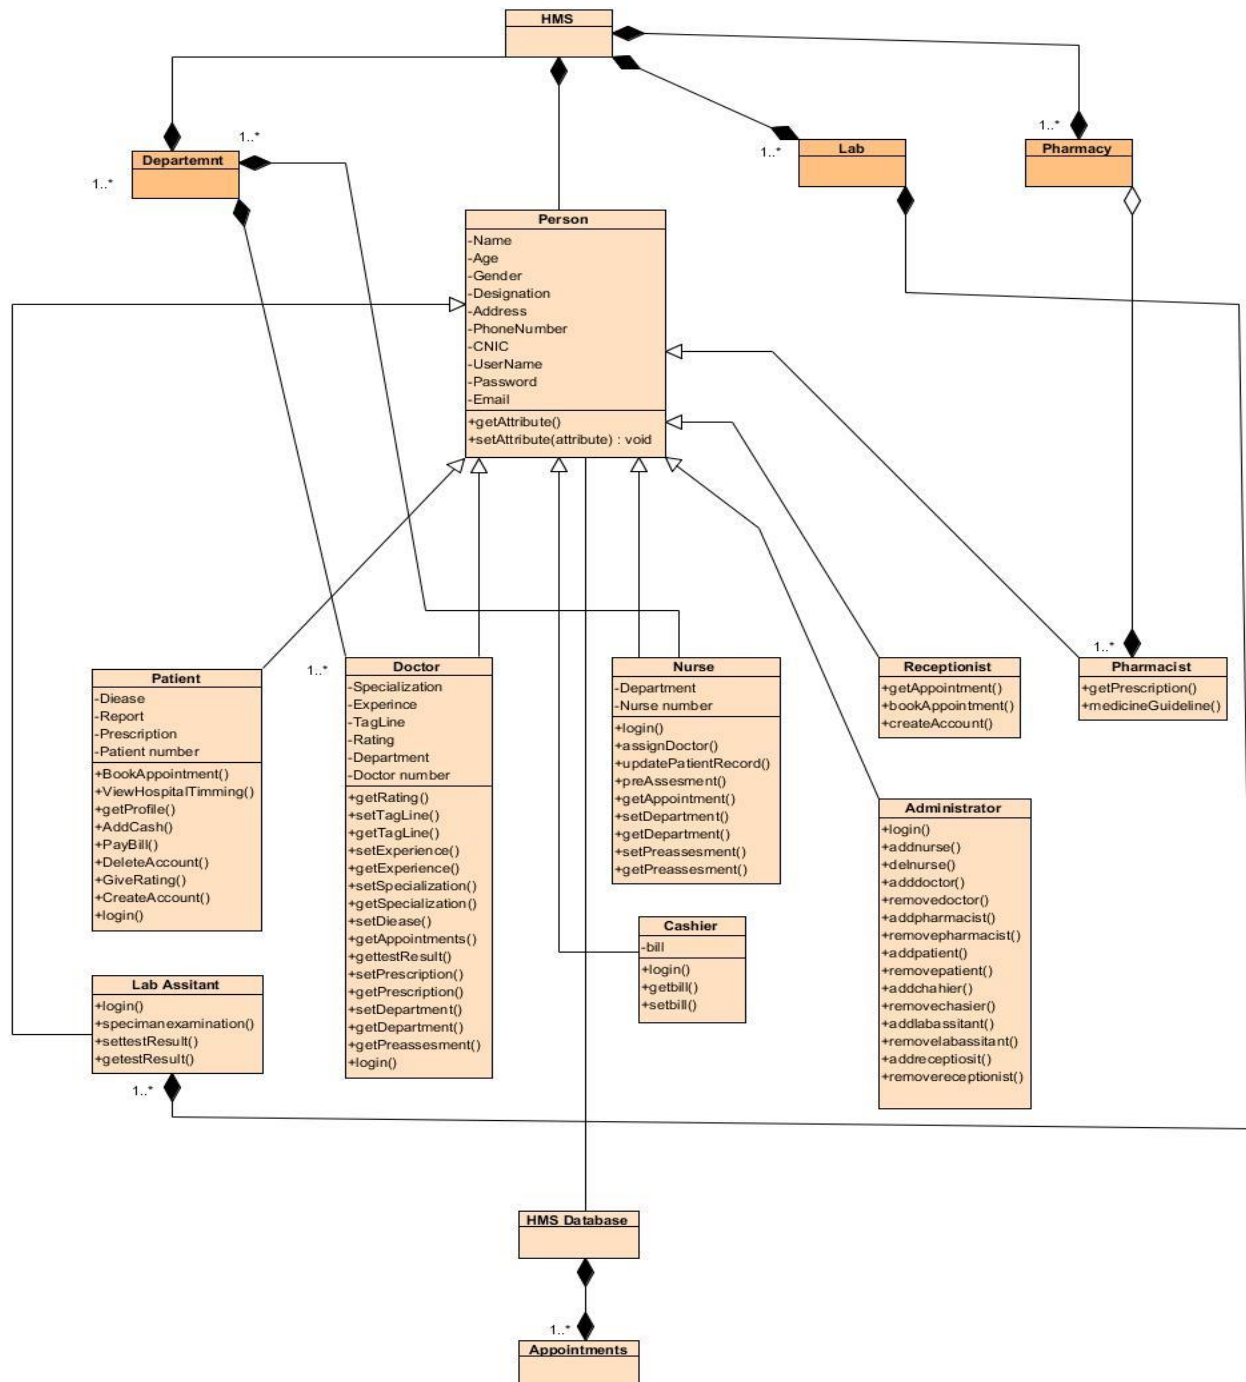 HMS
1..*
Departemnt
1..*
1..*
Lab
1..*
Pharmacy
Person
-Name
-Age
-Gender
-Designation
-Address
-PhoneNumber
-CNIC
-UserName
-Password
-Email
+getAttribute()
+setAttribute(attribute) : void
Patient
-Diease
-Report
-Prescription
-Patient number
+BookAppointment()
+ViewHospitalTimming()
+getProfile()
+AddCash()
+PayBill()
+DeleteAccount()
+GiveRating()
+CreateAccount()
+login()
1..*
Doctor
-Specialization
-Experince
-TagLine
-Rating
-Department
-Doctor number
+getRating()
+setTagLine()
+getTagLine()
+setExperience()
+getExperience()
+setSpecialization()
+getSpecialization()
+setDiease()
+getAppointments()
+gettestResult()
+setPrescription()
+getPrescription()
+setDepartment()
+getDepartment()
+getPreassesment()
+login()
Nurse
-Department
-Nurse number
+login()
+assignDoctor()
+updatePatientRecord()
+preAssesment()
+getAppointment()
+setDepartment()
+getDepartment()
+setPreassesment()
+getPreassesment()
Receptionist
+getAppointment()
+bookAppointment()
+createAccount()
1..*
Pharmacist
+getPrescription()
+medicineGuideline()
Administrator
+login()
+addnurse()
+delnurse()
+adddoctor()
+removedoctor()
+addpharmacist()
+removepharmacist()
+addpatient()
+removepatient()
+addchahier()
+removechasier()
+addlabassitant()
+removelabassitant()
+addreceptiosit()
+removereceptionist()
Cashier
-bill
+login()
+getbill()
+setbill()
Lab Assitant
+login()
+specimanexamination()
+settestResult()
+getestResult()
1..*
HMS Database
1..*
Appointments